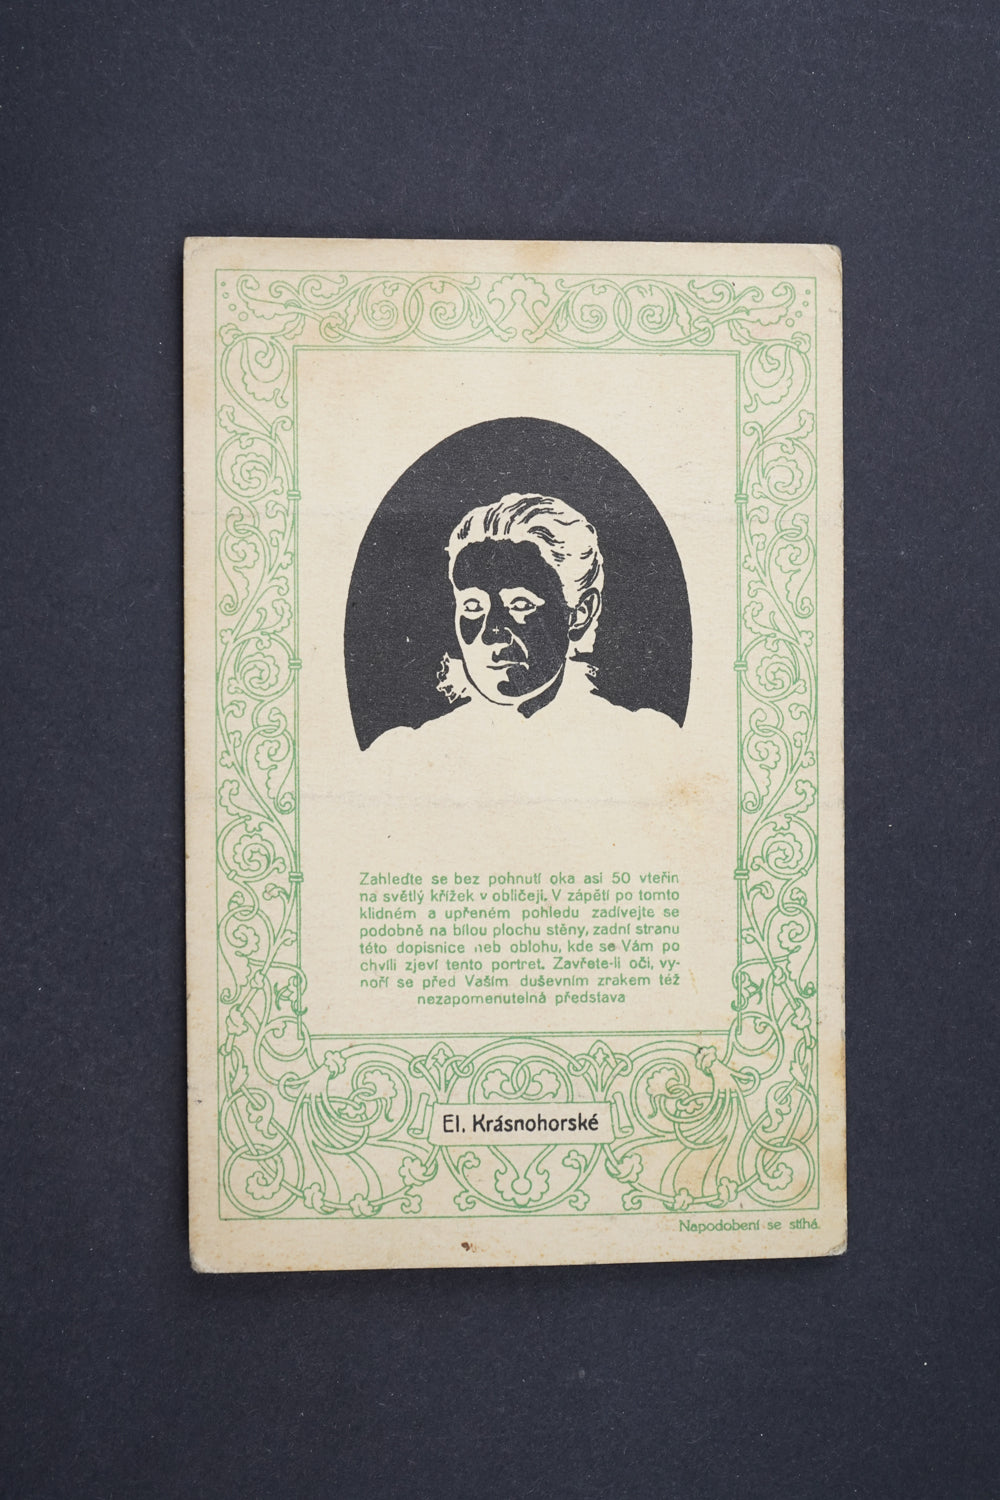 Zahleďte se bez pohnutí oka asi 50 vteřin
na světlý křížek v obličeji. V zápětí po tomto
klidném a upřeném pohledu zadívejte se
podobně na bílou plochu stěny, zadní stranu
této dopisnice neb oblohu, kde se Vám po
chvíli zjeví tento portret. Zavřete-li oči, vy-
noří se před Vaším duševním zrakem též
nezapomenutelná představa
El. Krásnohorské
Napodobení se stíhá.